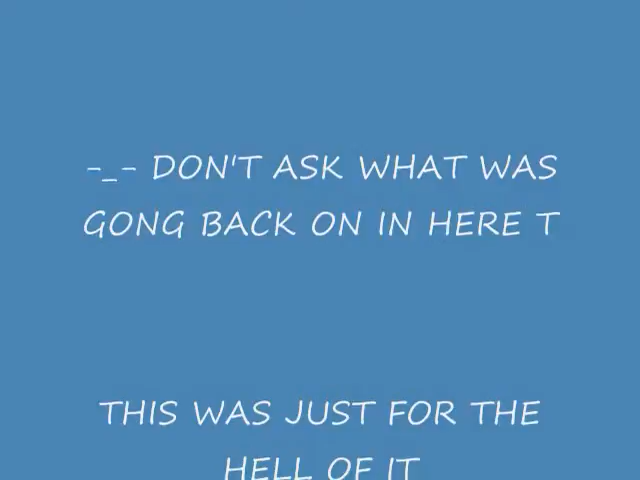 -_- DON'T ASK WHAT WAS
GONG BACK ON IN HERE T
THIS WAS JUST FOR THE
HELL OF IT